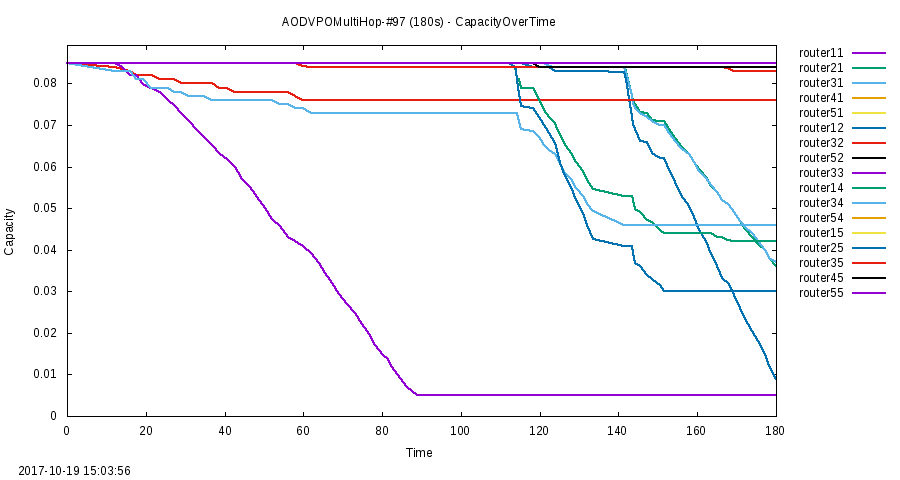 AODVPOMultiHop-#97 (180s) - CapacityOverTime
router11
router21
router31
router41
router51
router12
router32
router52
router33
router14
router34
router54
router15
router25
router35
router45
router55
Capacity
0.08
0.07
0.06
0.05
0.04
0.03
0.02
0.01
0
0 20 40 60 80 100 120 140 160 180
Time
2017-10-19 15:03:56